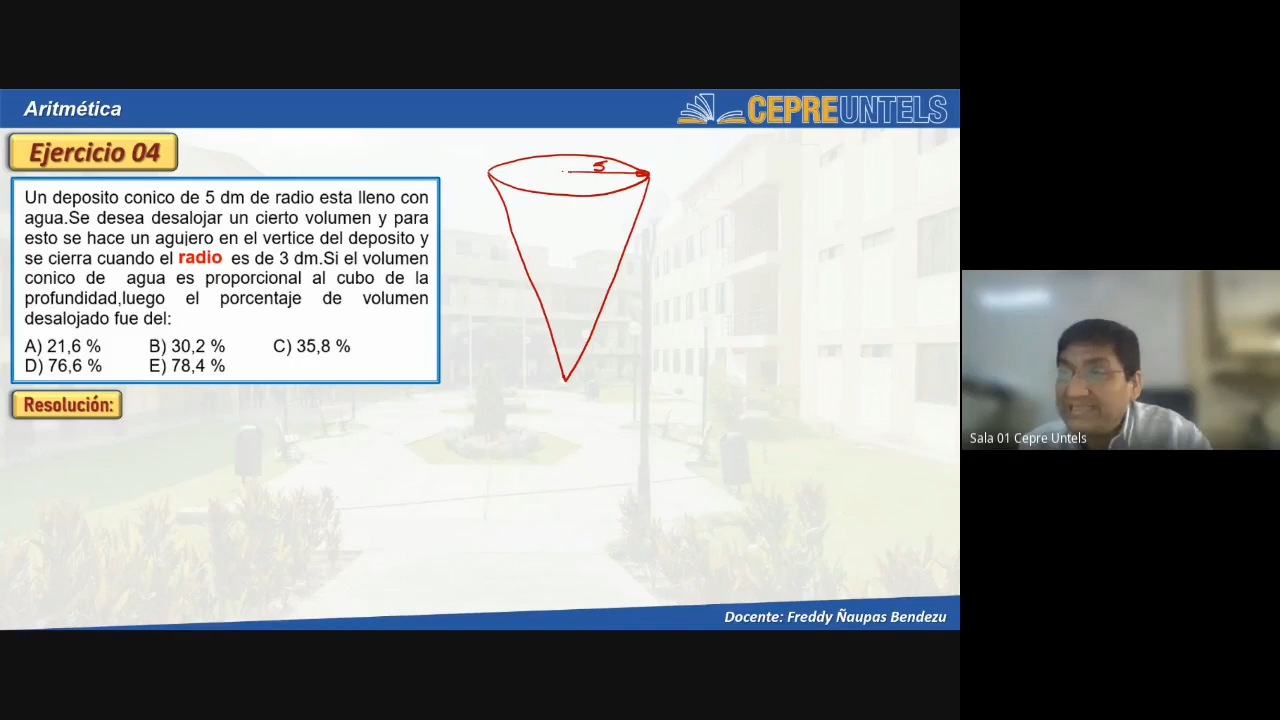 Aritmética
CEPREUNTELS
Ejercicio 04
5
Un deposito conico de 5 dm de radio esta lleno con
agua.Se desea desalojar un cierto volumen y para
esto se hace un agujero en el vertice del deposito y
se cierra cuando el radio es de 3 dm.Si el volumen
conico de agua es proporcional al cubo de la
profundidad,luego el porcentaje de volumen
desalojado fue del:
A) 21,6 % B) 30,2 % C) 35,8 %
D) 76,6 % E) 78,4 %
Resolución:
Sala 01 Cepre Untels
Docente: Freddy Ñaupas Bendezu